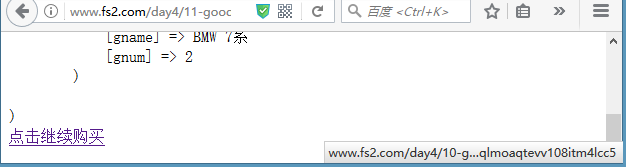 www.fs2.com/day4/11-gooc
百度 <Ctrl+K>
[gname] => BMW 7系
[gnum] => 2
)
)
点击继续购买
www.fs2.com/day4/10-g...qlmoaqtevv108itm4lcc5